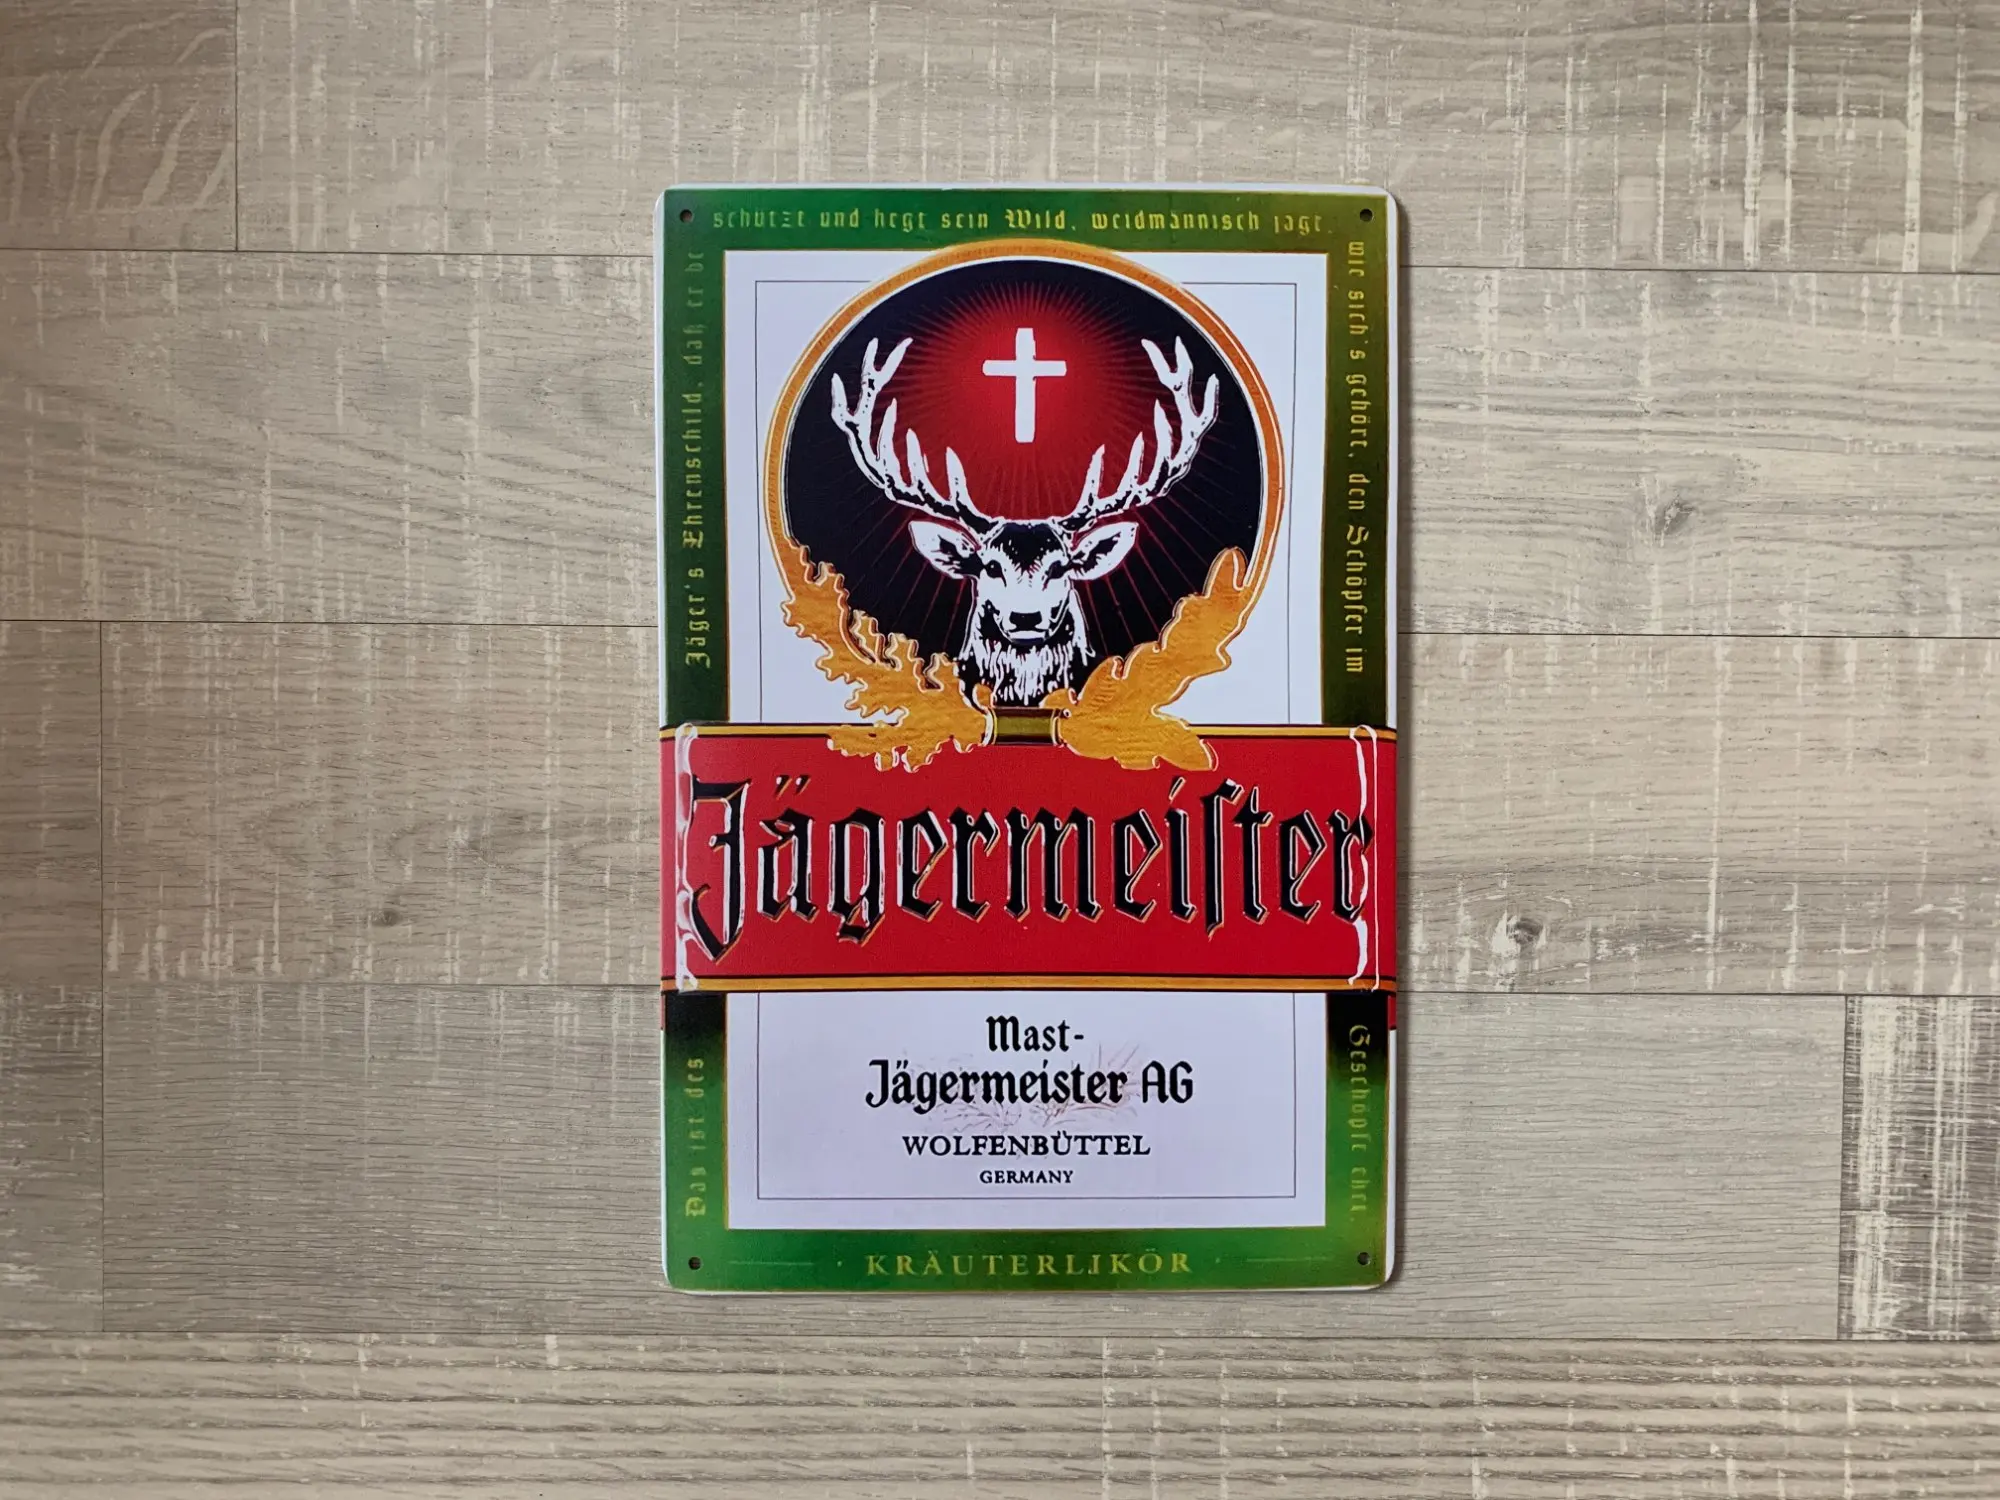 Das ist des
Jäger's Ehrenschild, daß er be
schützt und hegt sein Wild, weidmännisch jagt,
wie sich's gehört, den Schöpfer im
Geschöpfe ehrt.
Jägermeiſter
Mast-
Jägermeister AG
WOLFENBÜTTEL
GERMANY
· KRÄUTERLIKÖR ·